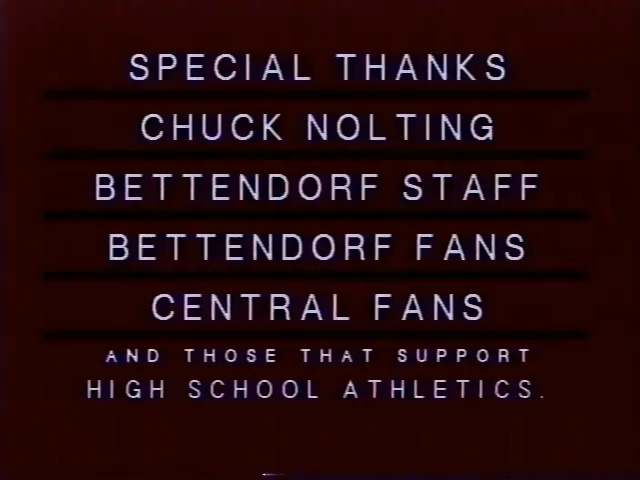 SPECIAL THANKS
CHUCK NOLTING
BETTENDORF STAFF
BETTENDORF FANS
CENTRAL FANS
AND THOSE THAT SUPPORT
HIGH SCHOOL ATHLETICS.